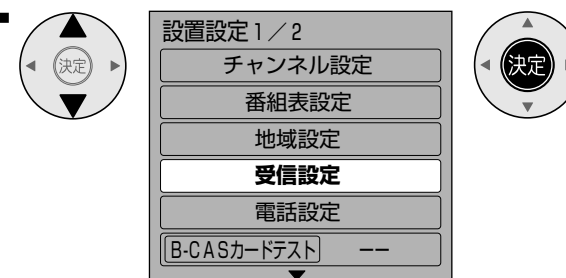 設置設定1/2
決定
チャンネル設定
決定
番組表設定
地域設定
受信設定
電話設定
B-CASカードテスト --